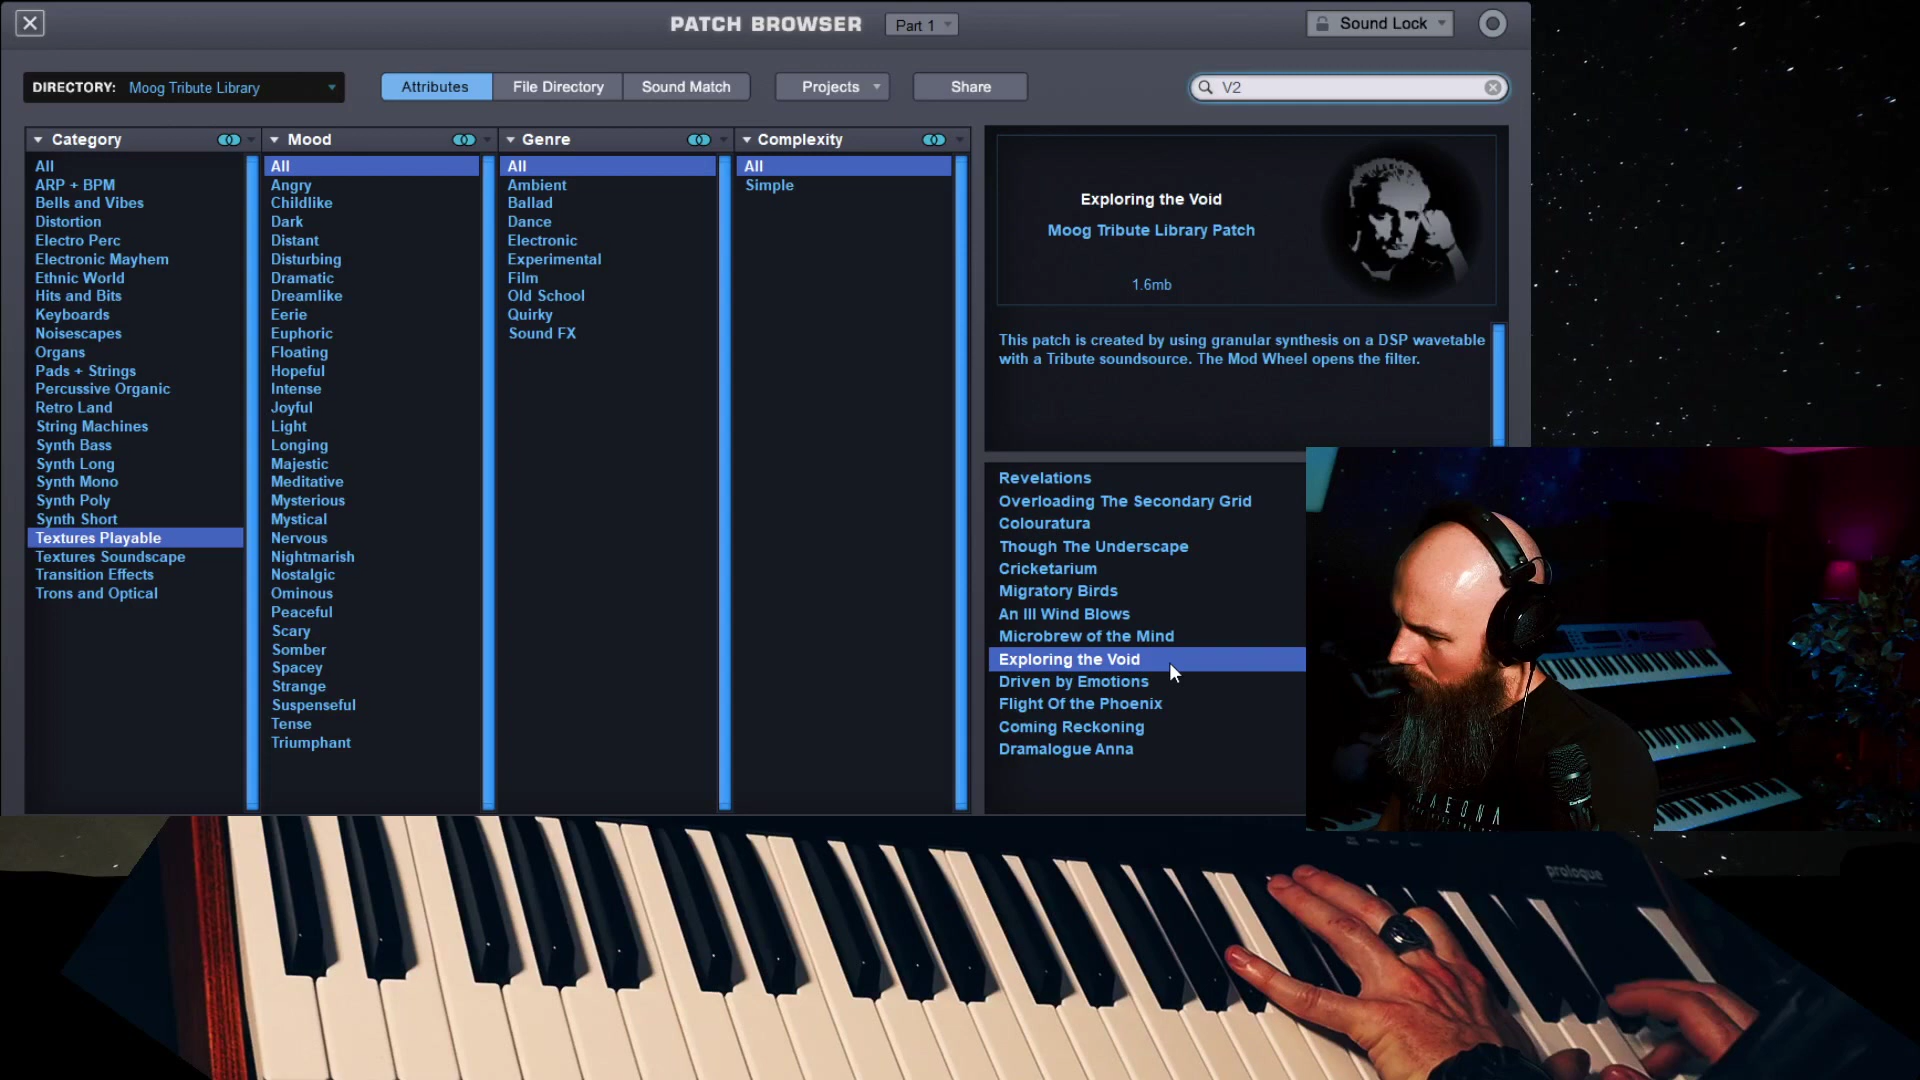 PATCH BROWSER
Part 1
Sound Lock
DIRECTORY: Moog Tribute Library
Attributes
File Directory
Sound Match
Projects
Share
V2
Category
All
ARP + BPM
Bells and Vibes
Distortion
Electro Perc
Electronic Mayhem
Ethnic World
Hits and Bits
Keyboards
Noisescapes
Organs
Pads + Strings
Percussive Organic
Retro Land
String Machines
Synth Bass
Synth Long
Synth Mono
Synth Poly
Synth Short
Textures Playable
Textures Soundscape
Transition Effects
Trons and Optical
Mood
All
Angry
Childlike
Dark
Distant
Disturbing
Dramatic
Dreamlike
Eerie
Euphoric
Floating
Hopeful
Intense
Joyful
Light
Longing
Majestic
Meditative
Mysterious
Mystical
Nervous
Nightmarish
Nostalgic
Ominous
Peaceful
Scary
Somber
Spacey
Strange
Suspenseful
Tense
Triumphant
Genre
All
Ambient
Ballad
Dance
Electronic
Experimental
Film
Old School
Quirky
Sound FX
Complexity
All
Simple
Exploring the Void
Moog Tribute Library Patch
1.6mb
This patch is created by using granular synthesis on a DSP wavetable
with a Tribute soundsource. The Mod Wheel opens the filter.
Revelations
Overloading The Secondary Grid
Colouratura
Though The Underscape
Cricketarium
Migratory Birds
An Ill Wind Blows
Microbrew of the Mind
Exploring the Void
Driven by Emotions
Flight Of the Phoenix
Coming Reckoning
Dramalogue Anna
prologue